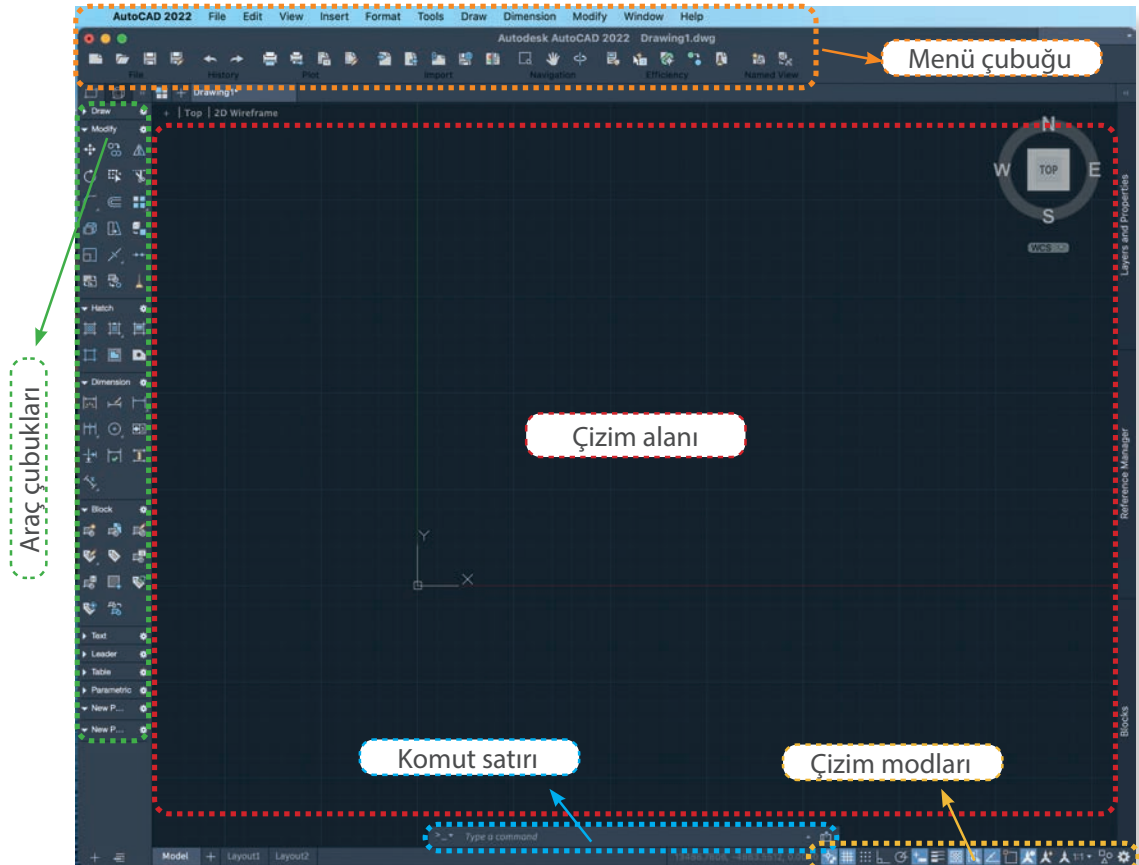 AutoCAD 2022 File Edit View Insert Format Tools Draw Dimension Modify Window Help
Autodesk AutoCAD 2022 Drawing1.dwg
Menü çubuğu
File History Plot Import Navigation Efficiency Named View
Drawing1*
Draw
+ | Top | 2D Wireframe
Modify
N
W
TOP
E
S
WCS
Layers and Properties
Hatch
Araç çubukları
Dimension
Çizim alanı
Reference Manager
Block
Y
X
Text
Leader
Table
Parametric
New P...
New P...
Blocks
Komut satırı
Çizim modları
>_ Type a command
Model + Layout1 Layout2
1:1